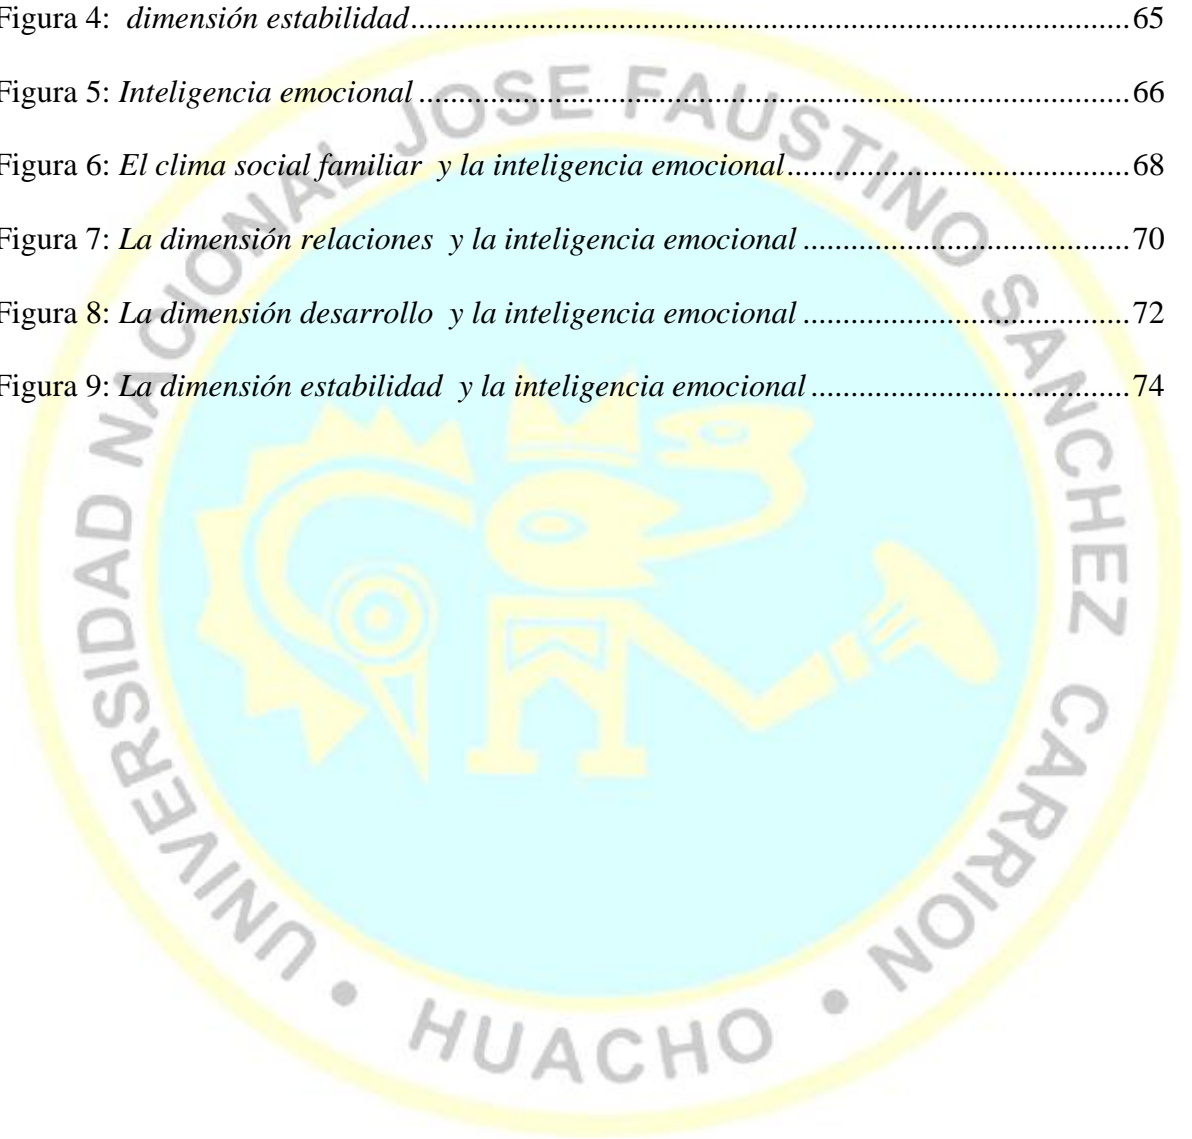 Figura 4: dimensión estabilidad.......................................................................................65
Figura 5: Inteligencia emocional......................................................................................66
Figura 6: El clima social familiar y la inteligencia emocional..........................................68
Figura 7: La dimensión relaciones y la inteligencia emocional........................................70
Figura 8: La dimensión desarrollo y la inteligencia emocional........................................72
Figura 9: La dimensión estabilidad y la inteligencia emocional.......................................74
UNIVERSIDAD NACIONAL JOSE FAUSTINO SANCHEZ CARRION • HUACHO •